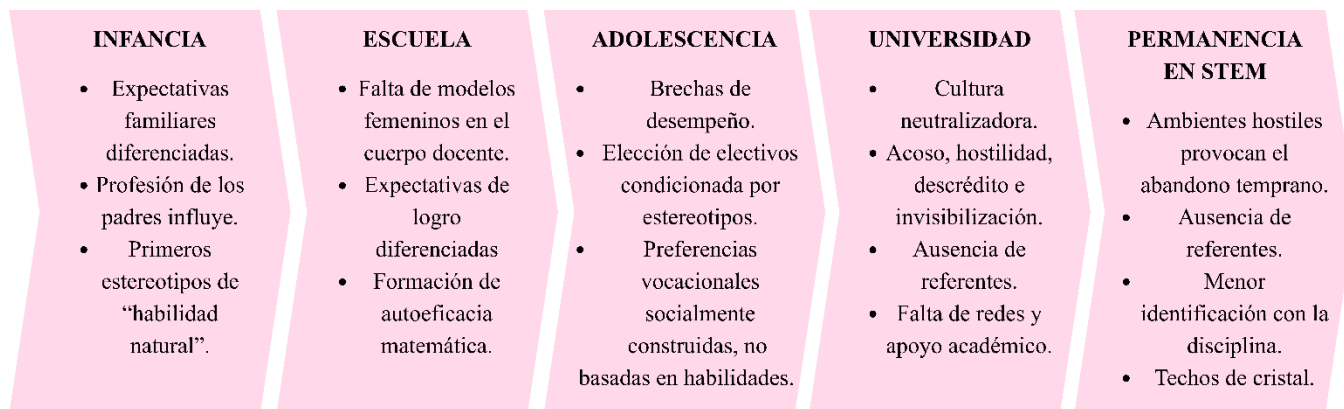 INFANCIA
• Expectativas
familiares
diferenciadas.
• Profesión de los
padres influye.
• Primeros
estereotipos de
“habilidad
natural”.
ESCUELA
• Falta de modelos
femeninos en el
cuerpo docente.
• Expectativas de
logro
diferenciadas
• Formación de
autoeficacia
matemática.
ADOLESCENCIA
• Brechas de
desempeño.
• Elección de electivos
condicionada por
estereotipos.
• Preferencias
vocacionales
socialmente
construidas, no
basadas en habilidades.
UNIVERSIDAD
• Cultura
neutralizadora.
• Acoso, hostilidad,
descrédito e
invisibilización.
• Ausencia de
referentes.
• Falta de redes y
apoyo académico.
PERMANENCIA
EN STEM
• Ambientes hostiles
provocan el
abandono temprano.
• Ausencia de
referentes.
• Menor
identificación con la
disciplina.
• Techos de cristal.